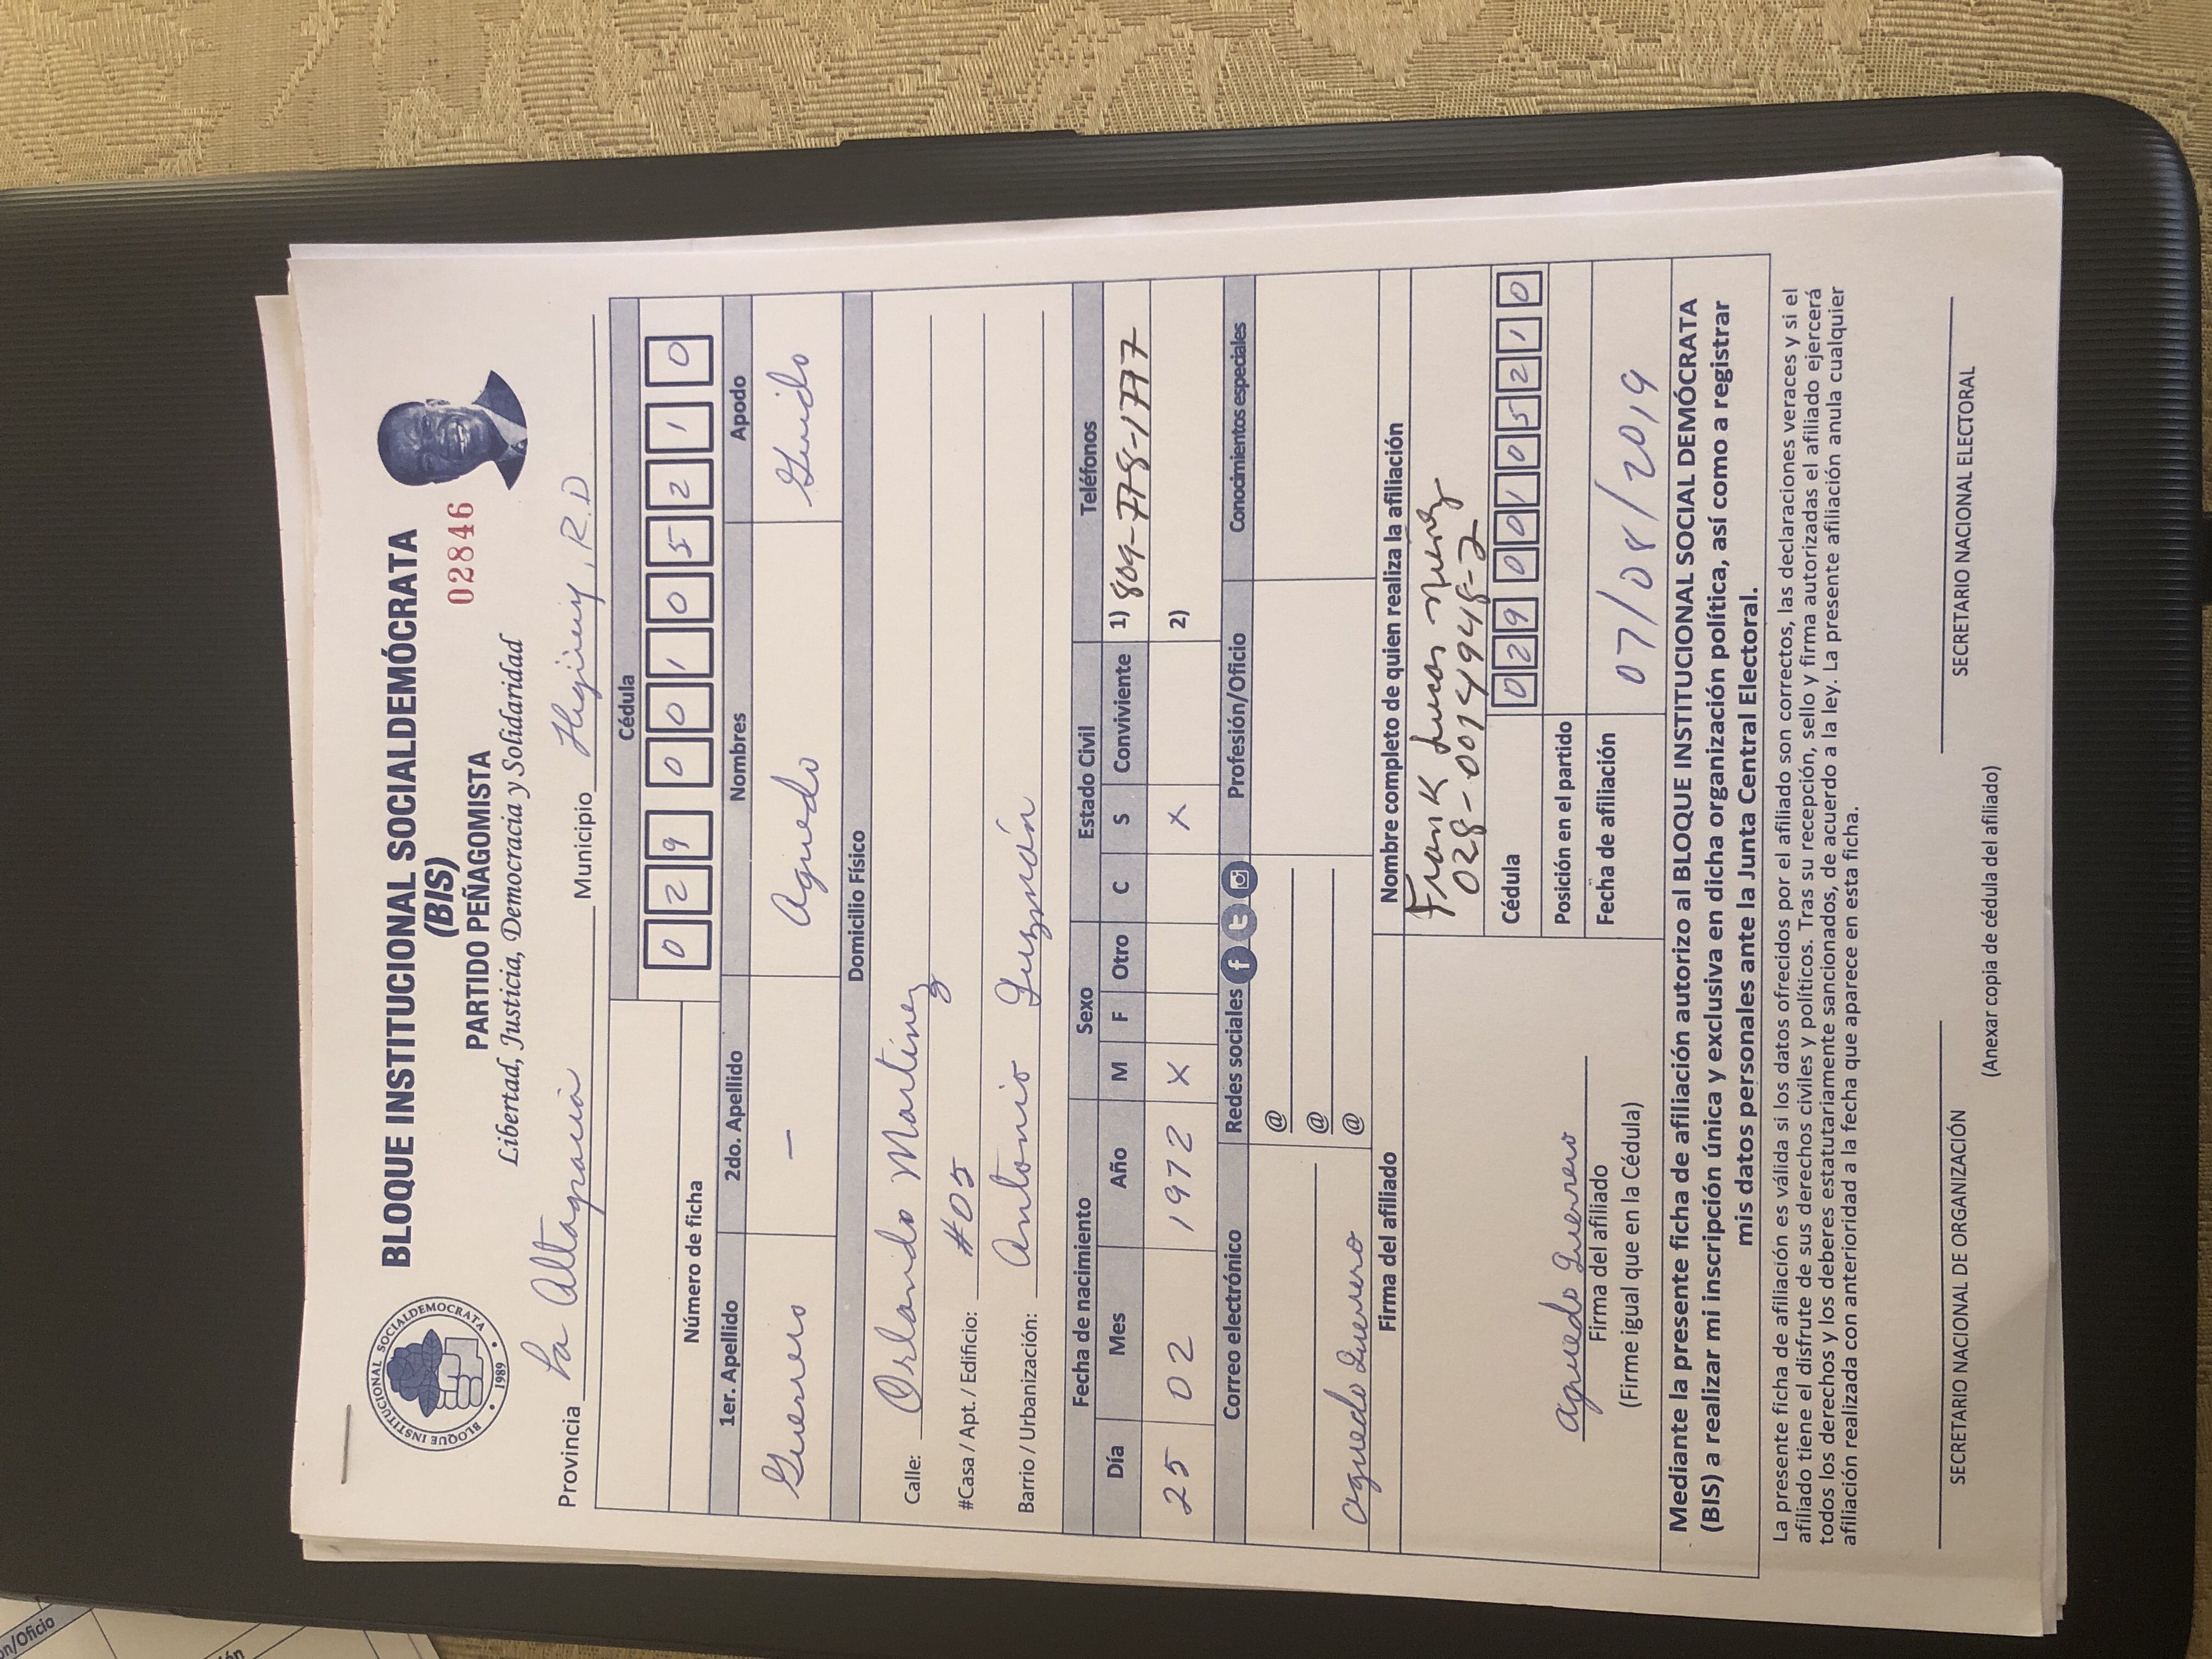 BLOQUE INSTITUCIONAL SOCIALDEMOCRATA
1989
BLOQUE INSTITUCIONAL SOCIALDEMÓCRATA
(BIS)
PARTIDO PEÑAGOMISTA
02846
Libertad, Justicia, Democracia y Solidaridad
Provincia La Altagracia Municipio Higüey, R.D
Cédula
0 2 9 0 0 1 0 5 2 1 0
Número de ficha
1er. Apellido 2do. Apellido Nombres Apodo
Guerrero — Aguedo Guido
Domicilio Físico
Calle: Orlando Martínez
#Casa / Apt. / Edificio: #05
Barrio / Urbanización: Antonio Guzmán
Fecha de nacimiento Sexo Estado Civil Teléfonos
Día Mes Año M F Otro C S Conviviente 1) 809-778-1777
25 02 1972 X X 2)
Correo electrónico Redes sociales Profesión/Oficio Conocimientos especiales
@
@
@
Aguedo Guerrero
Firma del afiliado Nombre completo de quien realiza la afiliación
Frank Lucas Nuñez
028-0014948-2
Cédula 0 2 9 0 0 1 0 5 2 1 0
Posición en el partido
Aguedo Guerrero
Firma del afiliado
(Firme igual que en la Cédula)
Fecha de afiliación 07/08/2019
Mediante la presente ficha de afiliación autorizo al BLOQUE INSTITUCIONAL SOCIAL DEMÓCRATA
(BIS) a realizar mi inscripción única y exclusiva en dicha organización política, así como a registrar
mis datos personales ante la Junta Central Electoral.
La presente ficha de afiliación es válida si los datos ofrecidos por el afiliado son correctos, las declaraciones veraces y si el
afiliado tiene el disfrute de sus derechos civiles y políticos. Tras su recepción, sello y firma autorizadas el afiliado ejercerá
todos los derechos y los deberes estatutariamente sancionados, de acuerdo a la ley. La presente afiliación anula cualquier
afiliación realizada con anterioridad a la fecha que aparece en esta ficha.
SECRETARIO NACIONAL DE ORGANIZACIÓN SECRETARIO NACIONAL ELECTORAL
(Anexar copia de cédula del afiliado)